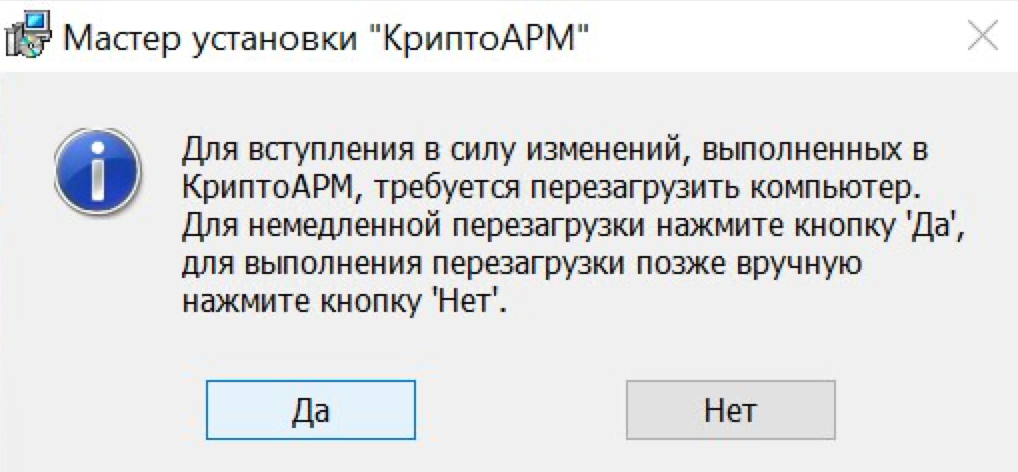 Мастер установки "КриптоАРМ"
Для вступления в силу изменений, выполненных в
КриптоАРМ, требуется перезагрузить компьютер.
Для немедленной перезагрузки нажмите кнопку 'Да',
для выполнения перезагрузки позже вручную
нажмите кнопку 'Нет'.
Да
Нет